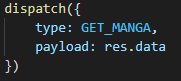 dispatch({
    type: GET_MANGA,
    payload: res.data
})